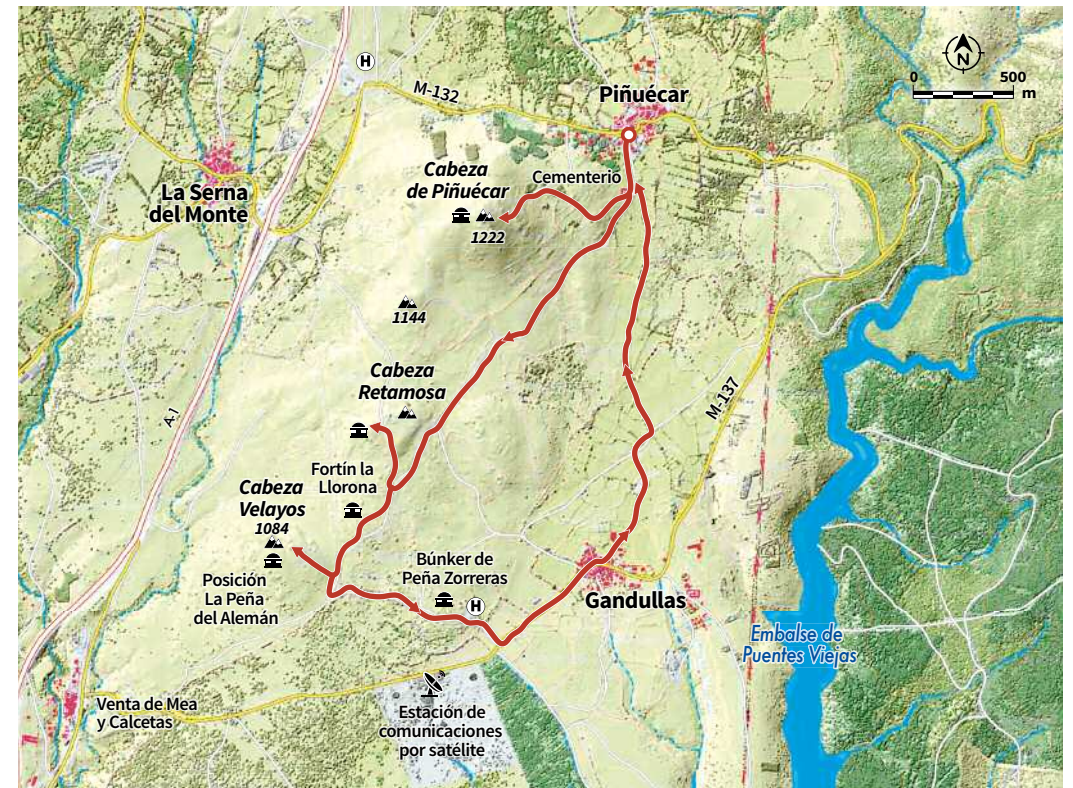 H
M-132
Piñuécar
N
0 500
m
La Serna
del Monte
Cabeza
de Piñuécar
Cementerio
1222
1144
Cabeza
Retamosa
A-1
M-137
Fortín la
Llorona
Cabeza
Velayos
1084
Posición
La Peña
del Alemán
Búnker de
Peña Zorreras
H
Gandullas
Embalse de
Puentes Viejas
Venta de Mea
y Calcetas
Estación de
comunicaciones
por satélite